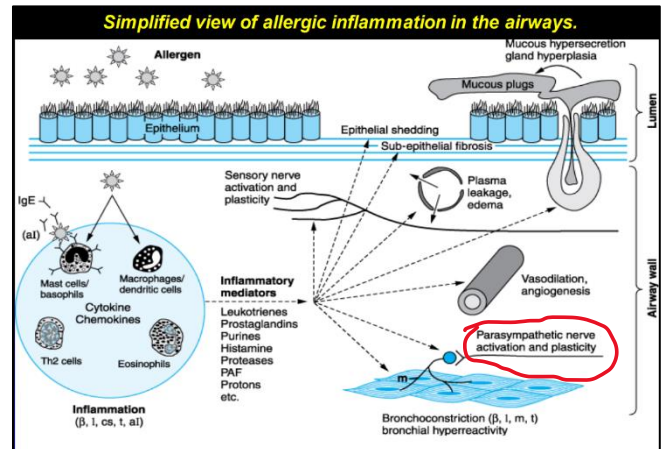 Simplified view of allergic inflammation in the airways.
Allergen
Mucous hypersecretion
gland hyperplasia
Mucous plugs
Lumen
Epithelium
Epithelial shedding
Sub-epithelial fibrosis
Sensory nerve
activation and
plasticity
Plasma
leakage,
edema
IgE
(aI)
Mast cells/
basophils
Macrophages/
dendritic cells
Cytokine
Chemokines
Th2 cells
Eosinophils
Inflammation
(β, l, cs, t, aI)
Inflammatory
mediators
Leukotrienes
Prostaglandins
Purines
Histamine
Proteases
PAF
Protons
etc.
Vasodilation,
angiogenesis
Airway wall
Parasympathetic nerve
activation and plasticity
m
Bronchoconstriction (β, l, m, t)
bronchial hyperreactivity